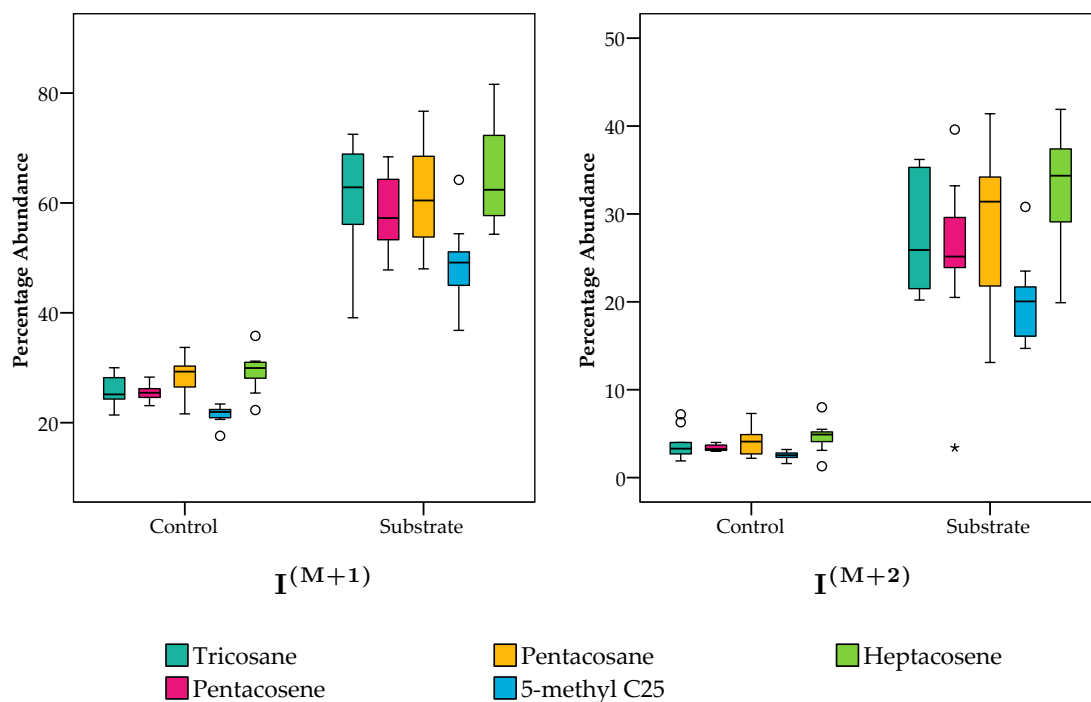 Percentage Abundance
80
60
40
20
Control Substrate
I^(M+1)
Percentage Abundance
50
40
30
20
10
0
Control Substrate
I^(M+2)
Tricosane Pentacosane Heptacosene
Pentacosene 5-methyl C25